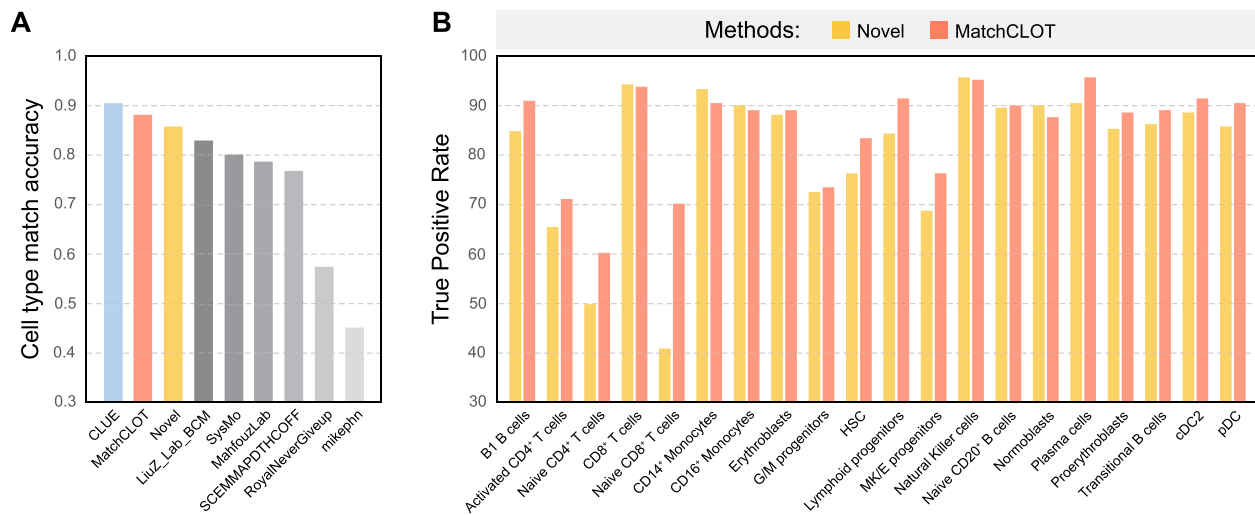 A
Cell type match accuracy
1.0
0.9
0.8
0.7
0.6
0.5
0.4
0.3
CLUE
MatchCLOT
Novel
LiuZ_Lab_BCM
SysMo
MahfouzLab
SCEMMAPDTHCOFF
RoyalNeverGiveup
mikephn
B
Methods: Novel MatchCLOT
True Positive Rate
100
90
80
70
60
50
40
30
B1 B cells
Activated CD4⁺ T cells
Naive CD4⁺ T cells
CD8⁺ T cells
Naive CD8⁺ T cells
CD14⁺ Monocytes
CD16⁺ Monocytes
Erythroblasts
G/M progenitors
HSC
Lymphoid progenitors
MK/E progenitors
Natural Killer cells
Naive CD20⁺ B cells
Normoblasts
Plasma cells
Proerythroblasts
Transitional B cells
cDC2
pDC